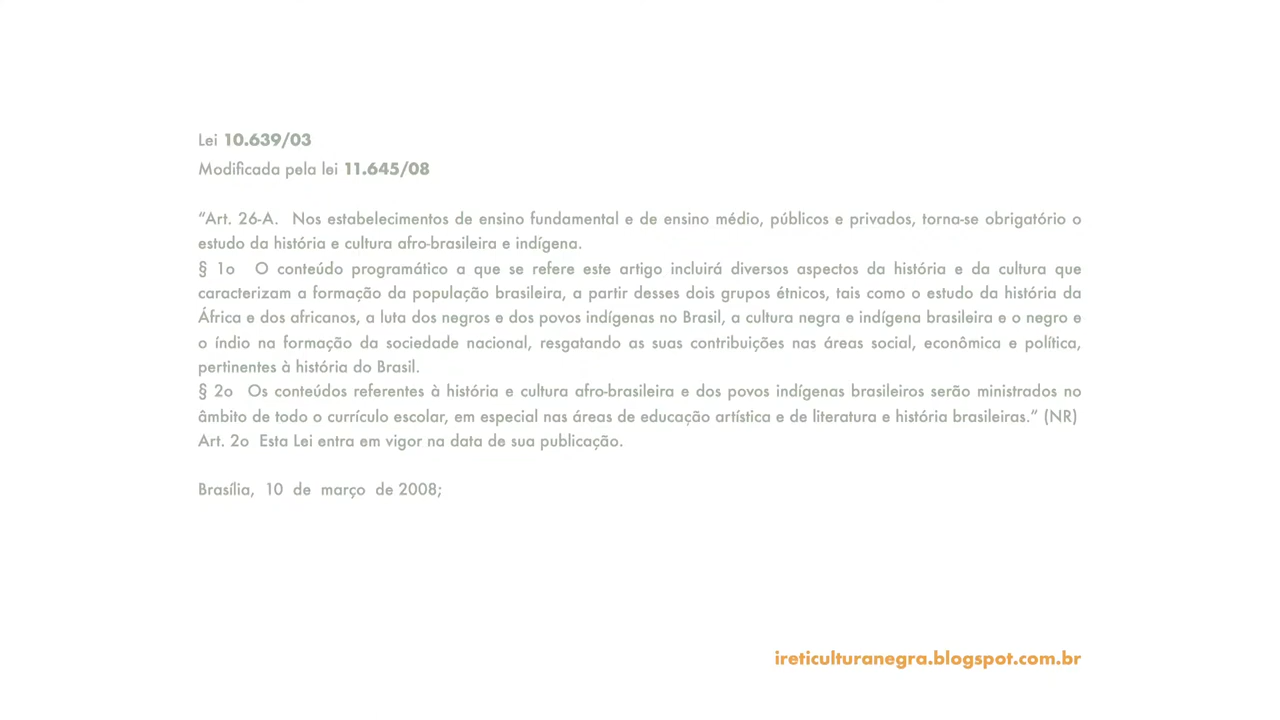 Lei 10.639/03
Modificada pela lei 11.645/08
“Art. 26-A. Nos estabelecimentos de ensino fundamental e de ensino médio, públicos e privados, torna-se obrigatório o
estudo da história e cultura afro-brasileira e indígena.
§ 1o O conteúdo programático a que se refere este artigo incluirá diversos aspectos da história e da cultura que
caracterizam a formação da população brasileira, a partir desses dois grupos étnicos, tais como o estudo da história da
África e dos africanos, a luta dos negros e dos povos indígenas no Brasil, a cultura negra e indígena brasileira e o negro e
o índio na formação da sociedade nacional, resgatando as suas contribuições nas áreas social, econômica e política,
pertinentes à história do Brasil.
§ 2o Os conteúdos referentes à história e cultura afro-brasileira e dos povos indígenas brasileiros serão ministrados no
âmbito de todo o currículo escolar, em especial nas áreas de educação artística e de literatura e história brasileiras.” (NR)
Art. 2o Esta Lei entra em vigor na data de sua publicação.
Brasília, 10 de março de 2008;
ireticulturanegra.blogspot.com.br